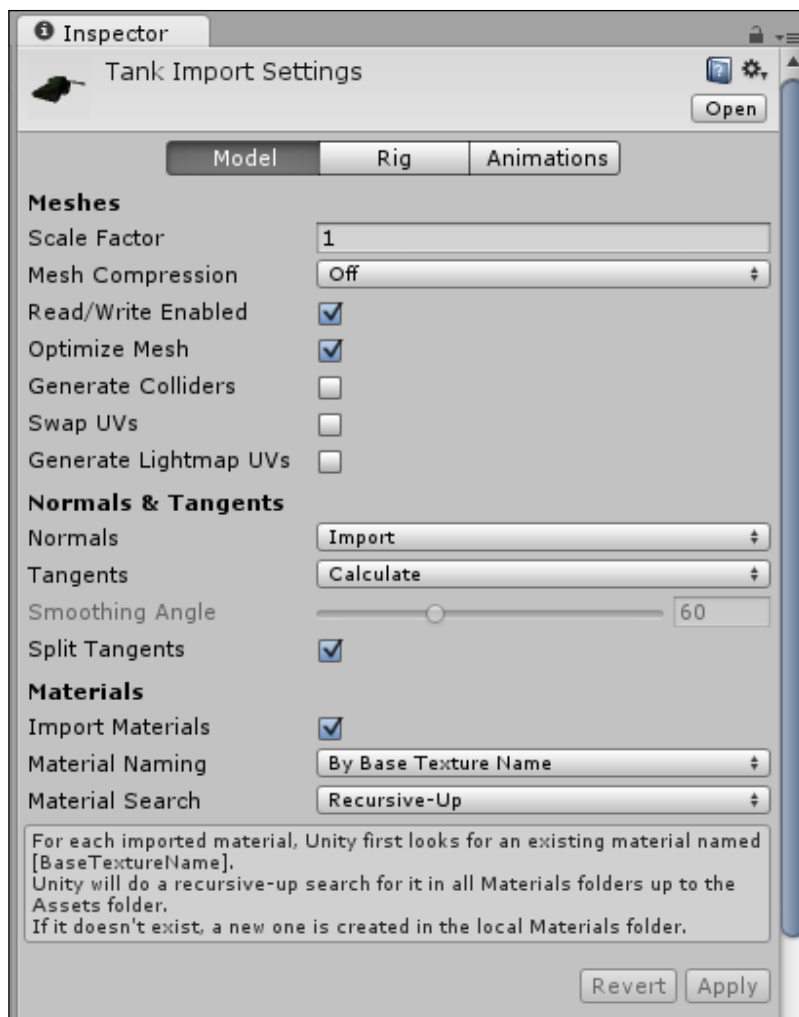 Inspector
Tank Import Settings
Open
Model Rig Animations
Meshes
Scale Factor 1
Mesh Compression Off
Read/Write Enabled
Optimize Mesh
Generate Colliders
Swap UVs
Generate Lightmap UVs
Normals & Tangents
Normals Import
Tangents Calculate
Smoothing Angle 60
Split Tangents
Materials
Import Materials
Material Naming By Base Texture Name
Material Search Recursive-Up
For each imported material, Unity first looks for an existing material named
[BaseTextureName].
Unity will do a recursive-up search for it in all Materials folders up to the
Assets folder.
If it doesn't exist, a new one is created in the local Materials folder.
Revert Apply